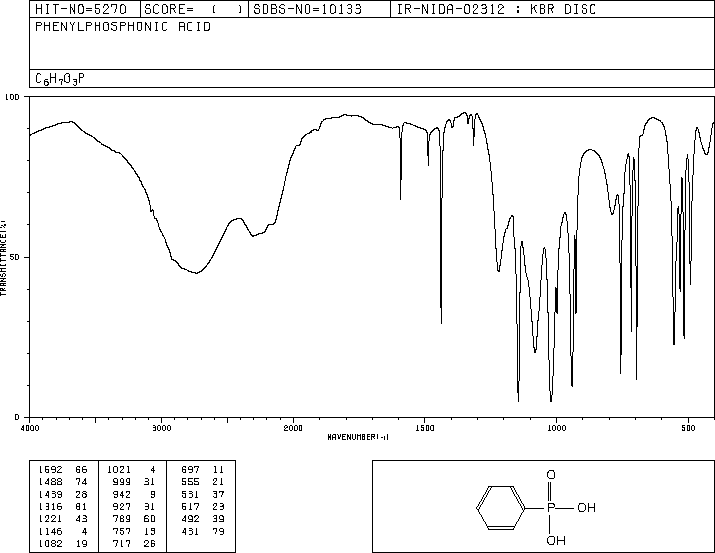 HIT-NO=5270 SCORE= ( ) SDBS-NO=10133 IR-NIDA-02312 : KBR DISC
PHENYLPHOSPHONIC ACID
C6H7O3P
100
50
0
TRANSMITTANCE(%)
4000 3000 2000 1500 1000 500
WAVENUMBER(-1)
1592 66 1021 4 697 11
1488 74 999 31 555 21
1439 28 942 9 531 37
1316 81 927 31 517 23
1221 43 789 60 492 39
1146 4 757 13 431 79
1082 19 717 26
O
P OH
OH